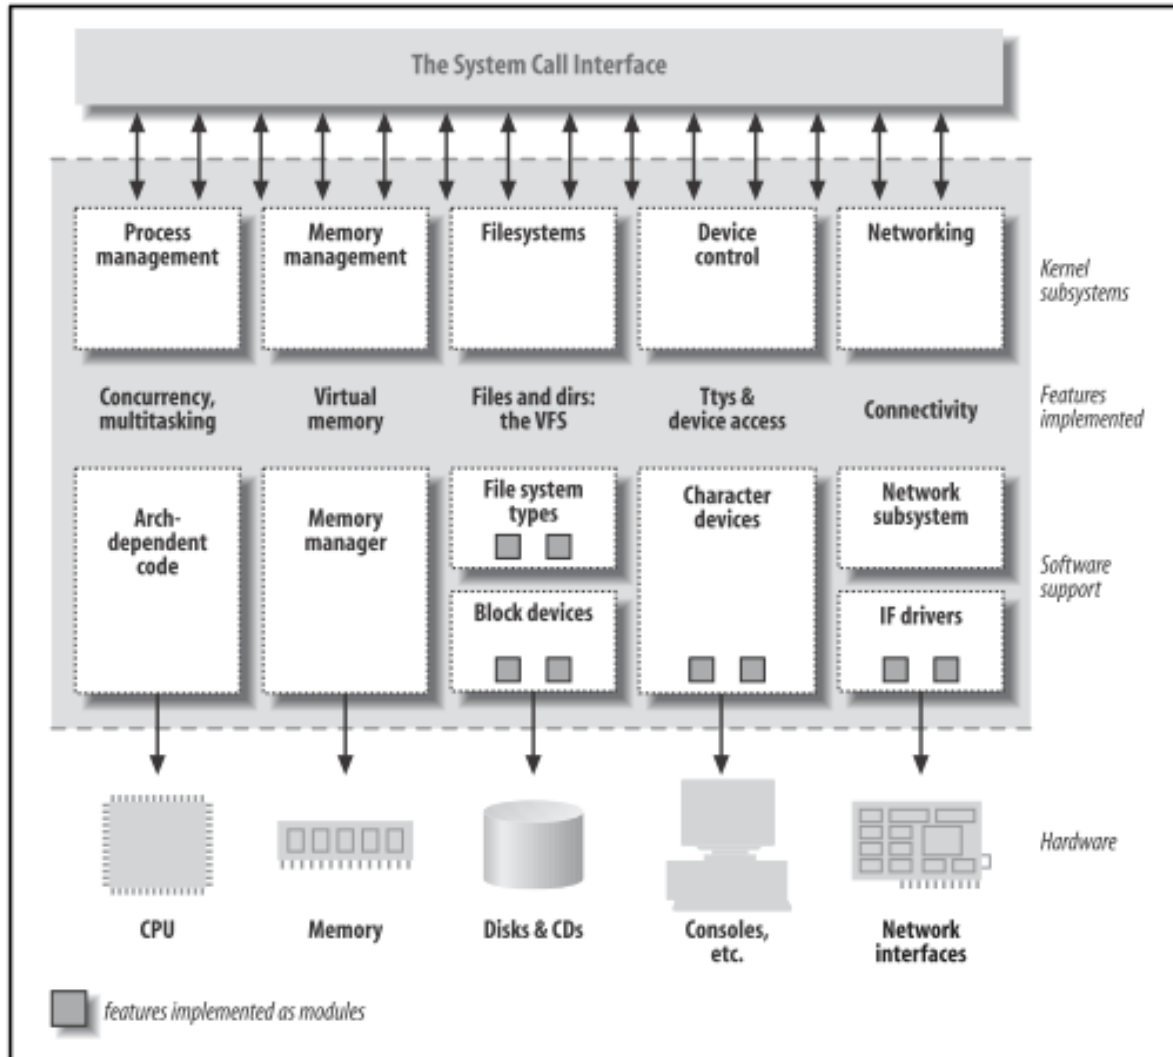 The System Call Interface
Process
management
Memory
management
Filesystems
Device
control
Networking
Kernel
subsystems
Concurrency,
multitasking
Virtual
memory
Files and dirs:
the VFS
Ttys &
device access
Connectivity
Features
implemented
Arch-
dependent
code
Memory
manager
File system
types
Block devices
Character
devices
Network
subsystem
IF drivers
Software
support
CPU
Memory
Disks & CDs
Consoles,
etc.
Network
interfaces
Hardware
features implemented as modules